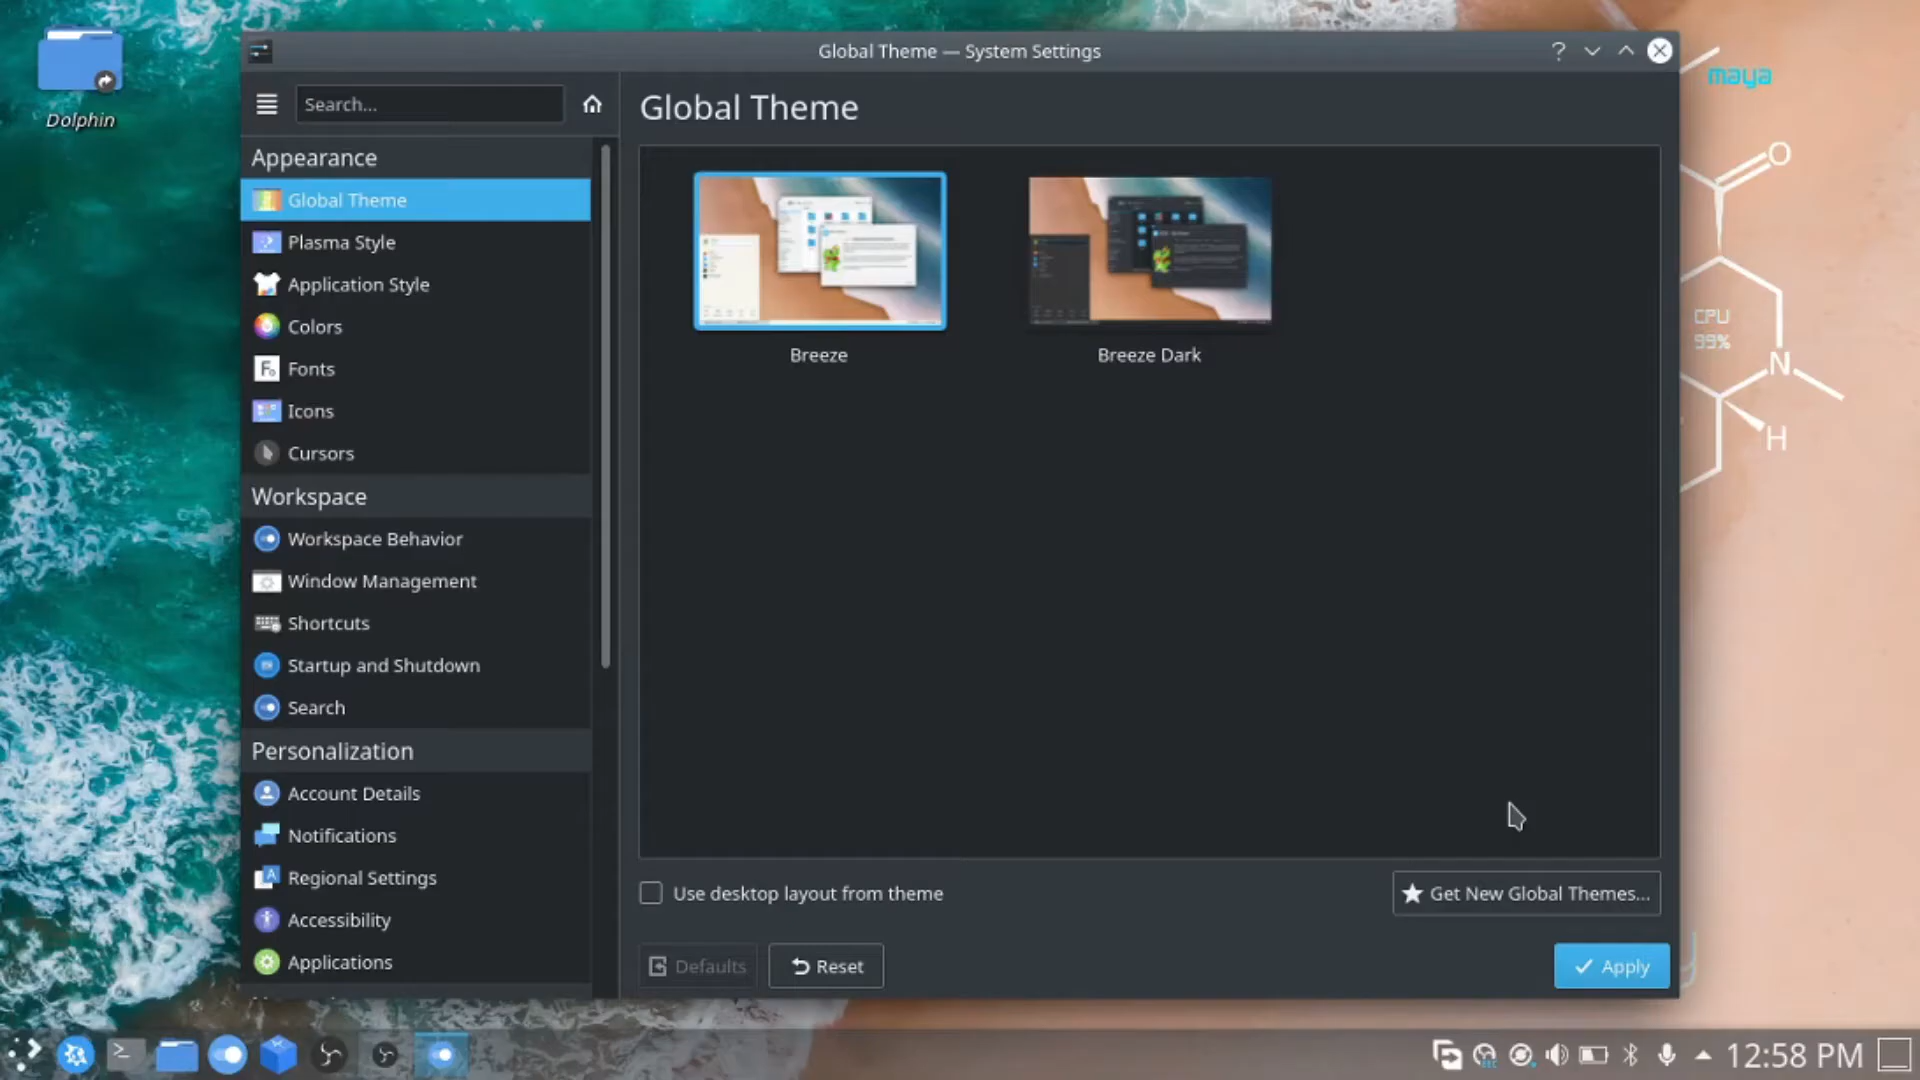 Dolphin
Global Theme — System Settings
maya
Search...
Global Theme
Appearance
Global Theme
Plasma Style
Application Style
Colors
Fonts
Icons
Cursors
Workspace
Workspace Behavior
Window Management
Shortcuts
Startup and Shutdown
Search
Personalization
Account Details
Notifications
Regional Settings
Accessibility
Applications
Breeze
Breeze Dark
Use desktop layout from theme
Get New Global Themes...
Defaults
Reset
Apply
O
CPU
99%
N
H
12:58 PM